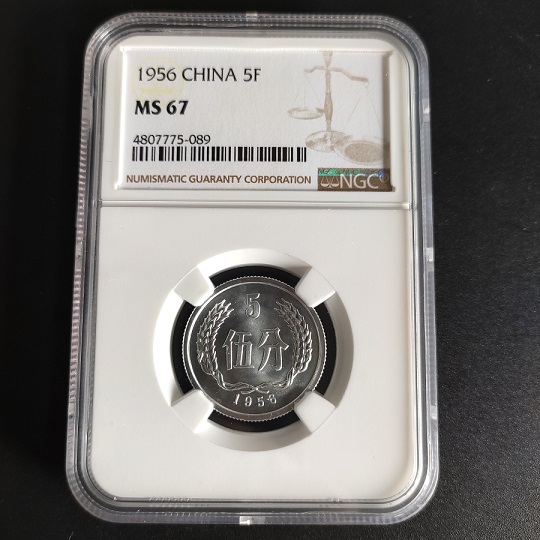 1956 CHINA 5F
MS 67
4807775-089
NUMISMATIC GUARANTY CORPORATION
NGC
5
伍分
1956